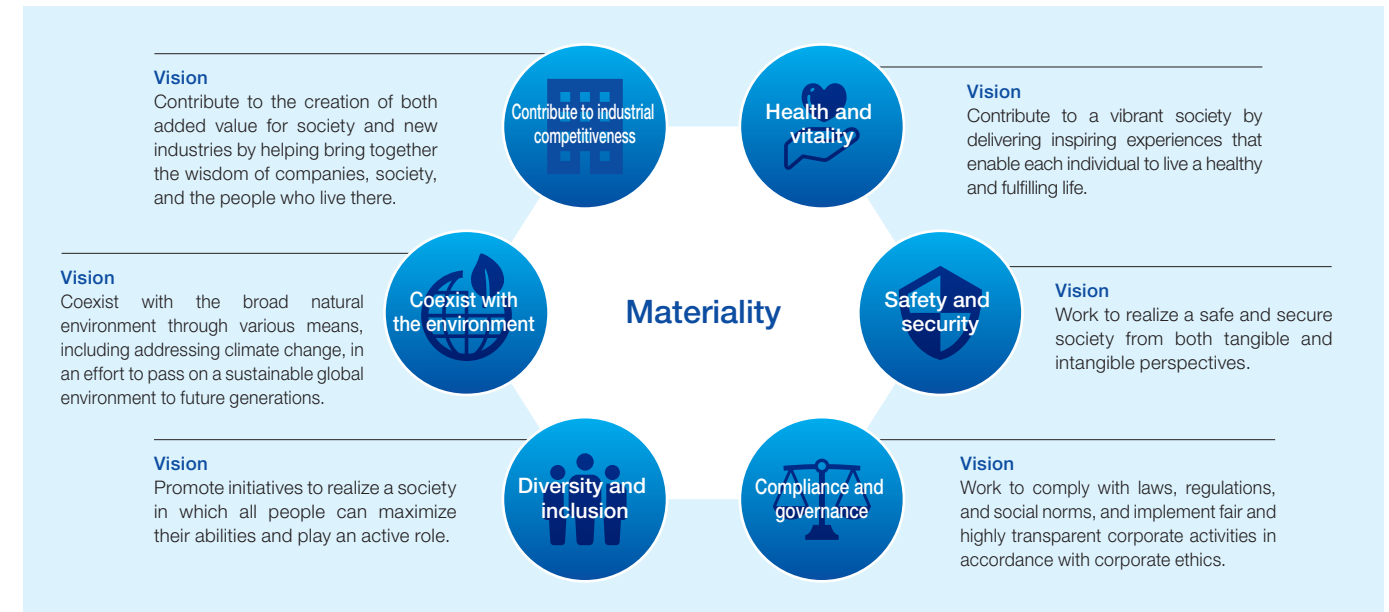 Vision
Contribute to the creation of both
added value for society and new
industries by helping bring together
the wisdom of companies, society,
and the people who live there.
Contribute to industrial
competitiveness
Health and
vitality
Vision
Contribute to a vibrant society by
delivering inspiring experiences that
enable each individual to live a healthy
and fulfilling life.
Vision
Coexist with the broad natural
environment through various means,
including addressing climate change, in
an effort to pass on a sustainable global
environment to future generations.
Coexist with
the environment
Materiality
Safety and
security
Vision
Work to realize a safe and secure
society from both tangible and
intangible perspectives.
Vision
Promote initiatives to realize a society
in which all people can maximize
their abilities and play an active role.
Diversity and
inclusion
Compliance and
governance
Vision
Work to comply with laws, regulations,
and social norms, and implement fair and
highly transparent corporate activities in
accordance with corporate ethics.